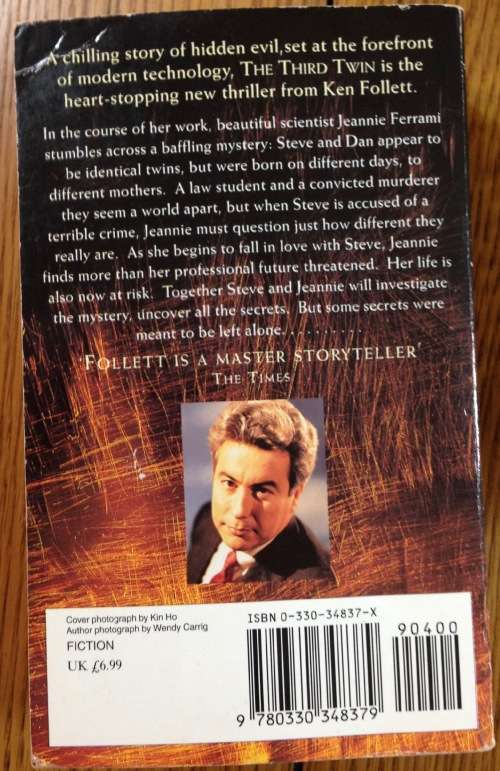 A chilling story of hidden evil, set at the forefront
of modern technology, THE THIRD TWIN is the
heart-stopping new thriller from Ken Follett.
In the course of her work, beautiful scientist Jeannie Ferrami
stumbles across a baffling mystery: Steve and Dan appear to
be identical twins, but were born on different days, to
different mothers. A law student and a convicted murderer
they seem a world apart, but when Steve is accused of a
terrible crime, Jeannie must question just how different they
really are. As she begins to fall in love with Steve, Jeannie
finds more than her professional future threatened. Her life is
also now at risk. Together Steve and Jeannie will investigate
the mystery, uncover all the secrets. But some secrets were
meant to be left alone. . . . . . . . . .
'FOLLETT IS A MASTER STORYTELLER'
THE TIMES
Cover photograph by Kin Ho
Author photograph by Wendy Carrig
FICTION
UK £6.99
ISBN 0-330-34837-X
90400
9 780330 348379